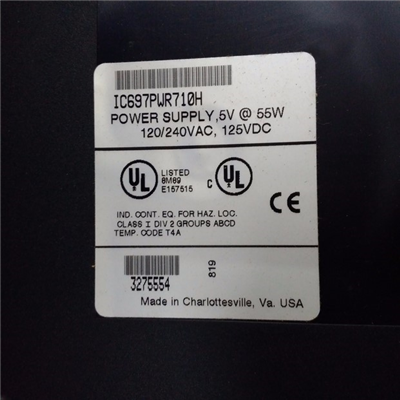 IC697PWR710H
POWER SUPPLY,5V @ 55W
120/240VAC, 125VDC
UL
LISTED
8M89
E157515
C UL
CE
IND. CONT. EQ. FOR HAZ. LOC.
CLASS I DIV 2 GROUPS ABCD
TEMP. CODE T4A
3275554
819
Made in Charlottesville, Va. USA